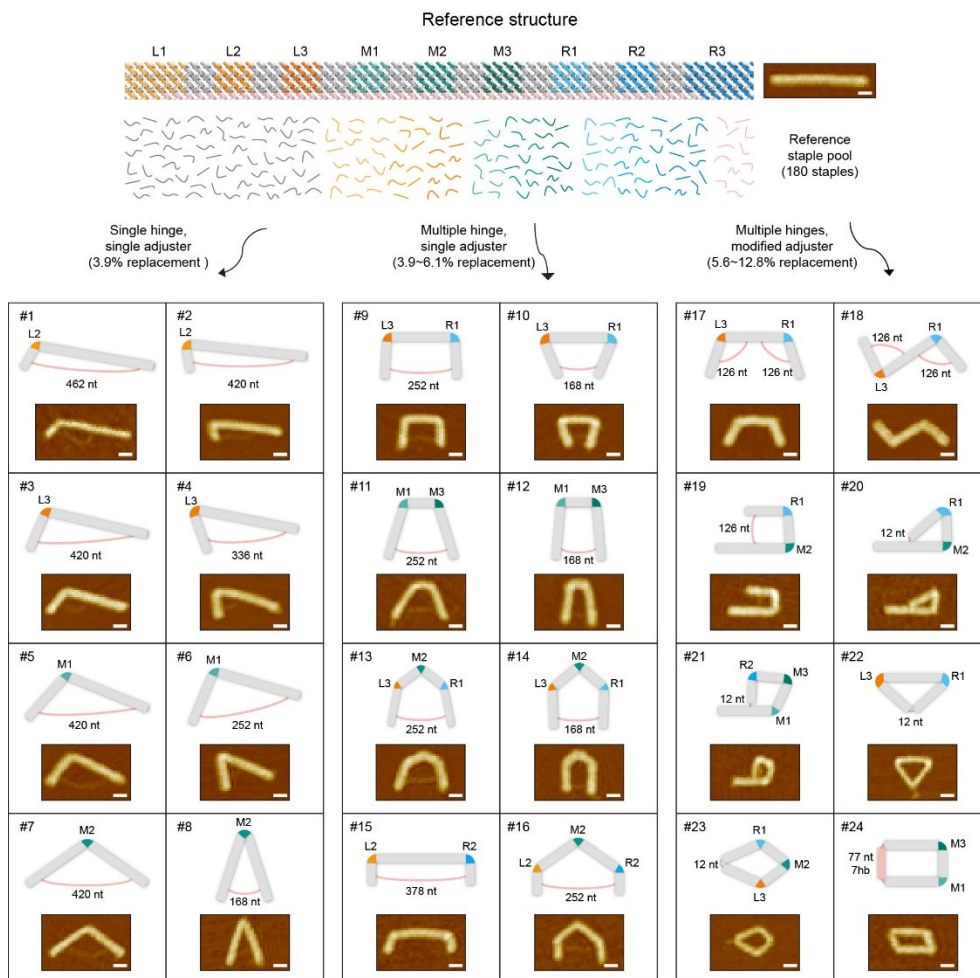 Reference structure
L1 L2 L3 M1 M2 M3 R1 R2 R3
Reference
staple pool
(180 staples)
Single hinge,
single adjuster
(3.9% replacement )
Multiple hinge,
single adjuster
(3.9~6.1% replacement)
Multiple hinges,
modified adjuster
(5.6~12.8% replacement)
#1
L2
462 nt
#2
L2
420 nt
#3
L3
420 nt
#4
L3
336 nt
#5
M1
420 nt
#6
M1
252 nt
#7
M2
420 nt
#8
M2
168 nt
#9
L3 R1
252 nt
#10
L3 R1
168 nt
#11
M1 M3
252 nt
#12
M1 M3
168 nt
#13
M2
L3 R1
252 nt
#14
M2
L3 R1
168 nt
#15
L2 R2
378 nt
#16
M2
L2 R2
252 nt
#17
L3 R1
126 nt 126 nt
#18
R1
126 nt
126 nt
L3
#19
R1
126 nt
M2
#20
R1
12 nt
M2
#21
R2 M3
12 nt
M1
#22
L3 R1
12 nt
#23
R1
12 nt M2
L3
#24
M3
77 nt
7hb
M1